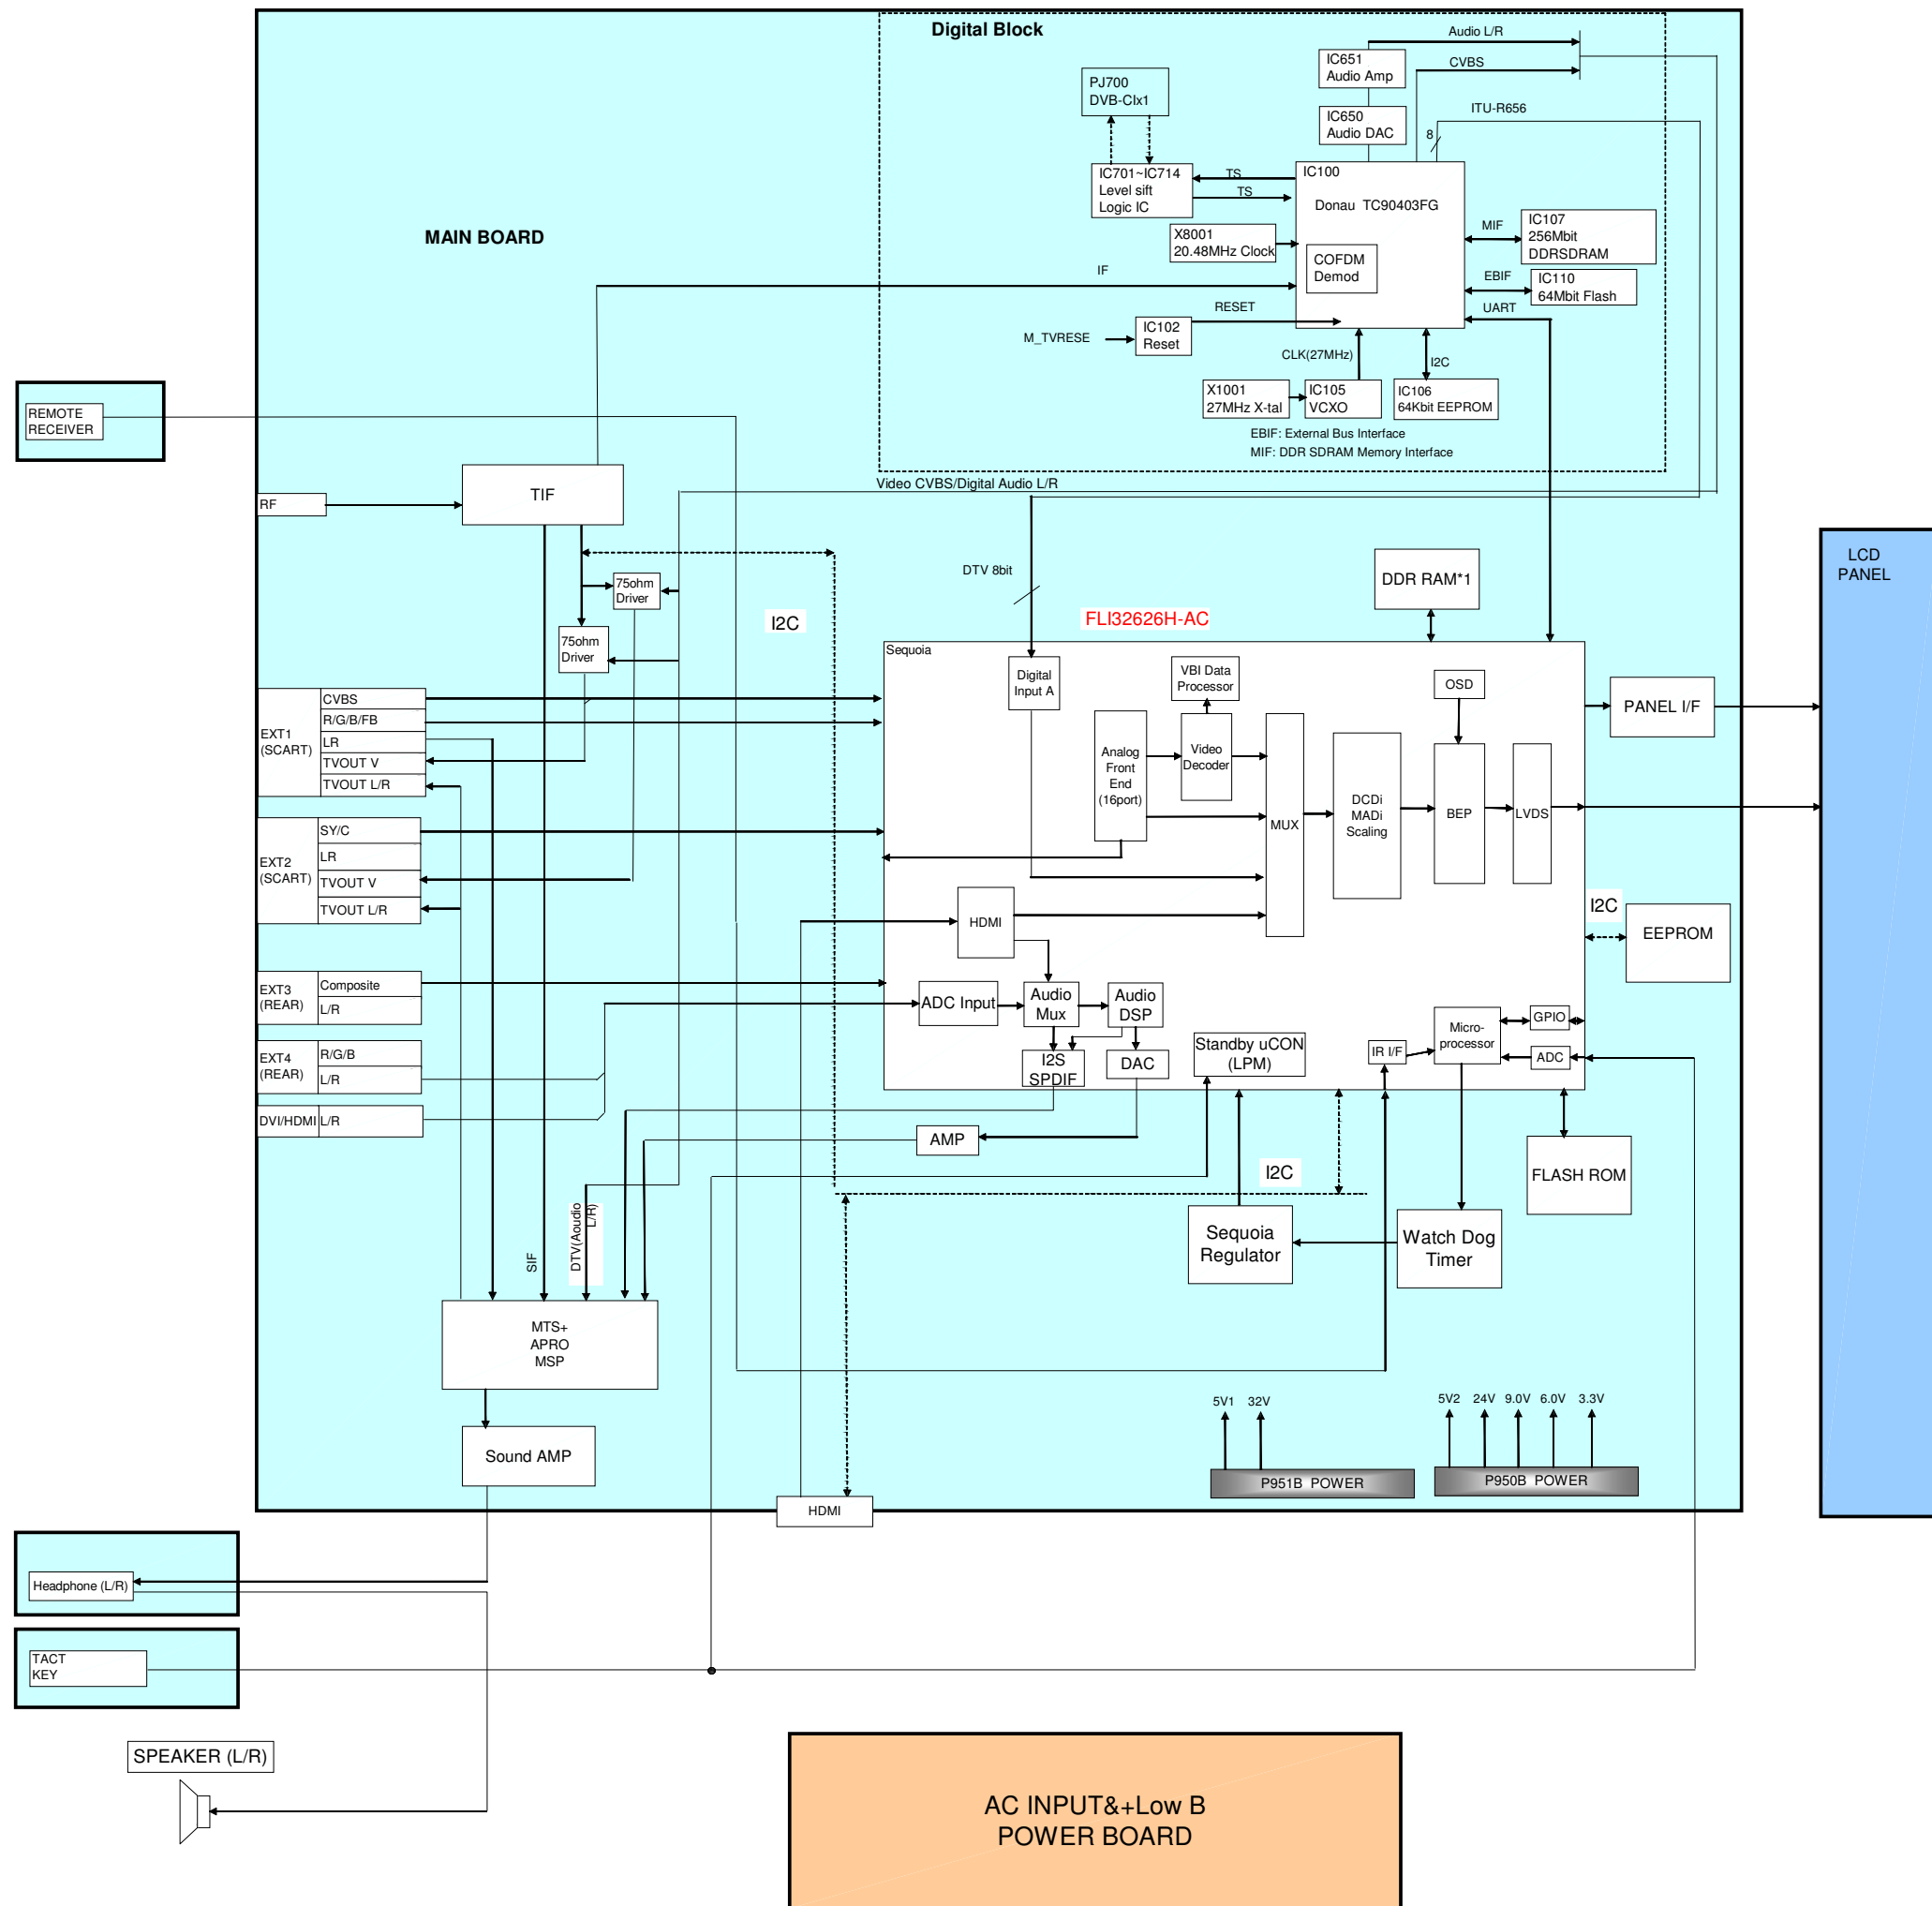 Digital Block
Audio L/R
IC651
Audio Amp
CVBS
PJ700
DVB-CIx1
ITU-R656
IC650
Audio DAC
8
IC701~IC714
Level sift
Logic IC
TS
TS
IC100
Donau TC90403FG
MAIN BOARD
X8001
20.48MHz Clock
MIF
IC107
256Mbit
DDRSDRAM
COFDM
Demod
IF
EBIF
IC110
64Mbit Flash
RESET
UART
M_TVRESE
IC102
Reset
CLK(27MHz)
I2C
X1001
27MHz X-tal
IC105
VCXO
IC106
64Kbit EEPROM
EBIF: External Bus Interface
MIF: DDR SDRAM Memory Interface
REMOTE
RECEIVER
TIF
RF
Video CVBS/Digital Audio L/R
LCD
PANEL
DTV 8bit
DDR RAM*1
75ohm
Driver
I2C
FLI32626H-AC
75ohm
Driver
Sequoia
Digital
Input A
VBI Data
Processor
OSD
PANEL I/F
EXT1
(SCART)
CVBS
R/G/B/FB
LR
TVOUT V
TVOUT L/R
Analog
Front
End
(16port)
Video
Decoder
MUX
DCDi
MADi
Scaling
BEP
LVDS
EXT2
(SCART)
SY/C
LR
TVOUT V
TVOUT L/R
HDMI
I2C
EEPROM
EXT3
(REAR)
Composite
L/R
ADC Input
Audio
Mux
Audio
DSP
Micro-
processor
GPIO
EXT4
(REAR)
R/G/B
L/R
I2S
SPDIF
DAC
Standby uCON
(LPM)
IR I/F
ADC
DVI/HDMI
L/R
AMP
I2C
FLASH ROM
DTV(Aoudio
L/R)
SIF
Sequoia
Regulator
Watch Dog
Timer
MTS+
APRO
MSP
5V1
32V
5V2
24V
9.0V
6.0V
3.3V
Sound AMP
P951B POWER
P950B POWER
HDMI
Headphone (L/R)
TACT
KEY
SPEAKER (L/R)
AC INPUT&+Low B
POWER BOARD